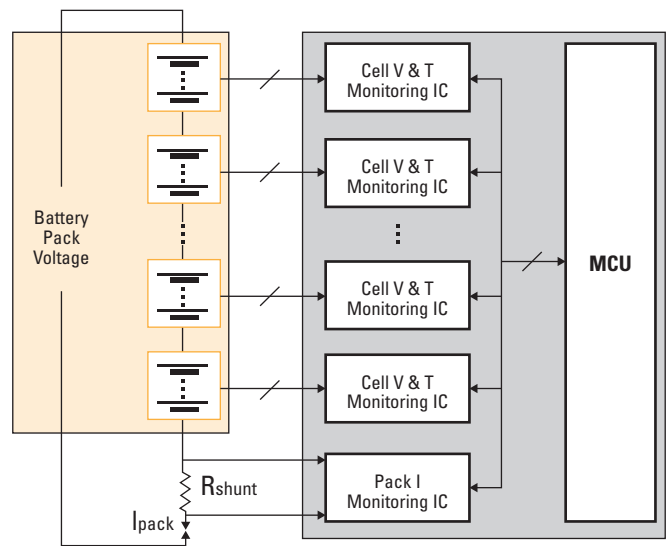 Cell V & T
Monitoring IC
Cell V & T
Monitoring IC
Battery
Pack
Voltage
MCU
Cell V & T
Monitoring IC
Cell V & T
Monitoring IC
Pack I
Monitoring IC
Rshunt
Ipack